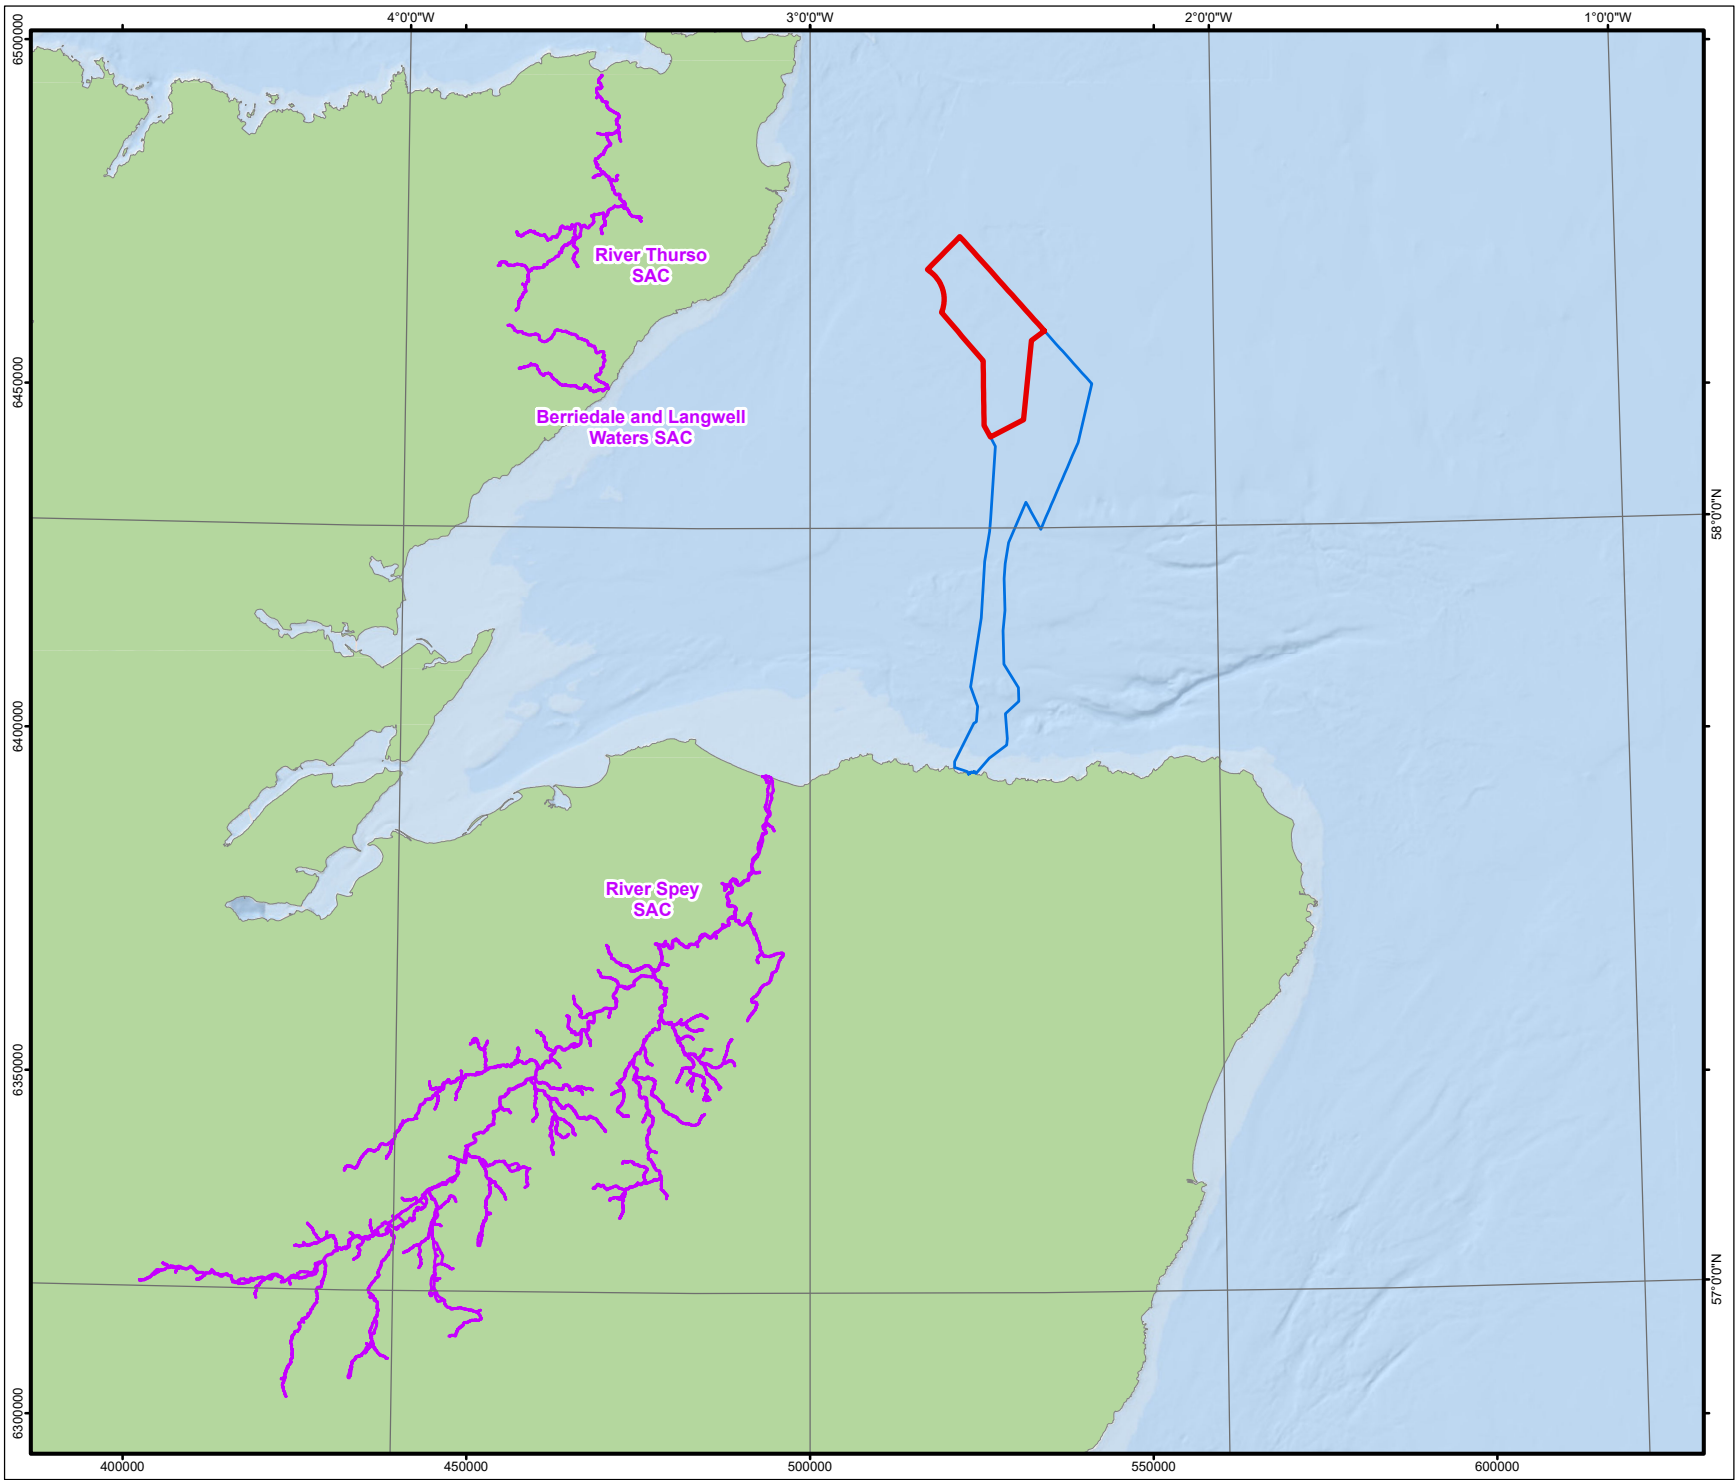 4°0'0"W
3°0'0"W
2°0'0"W
1°0'0"W
6500000
6450000
6400000
6350000
6300000
River Thurso
SAC
Berriedale and Langwell
Waters SAC
River Spey
SAC
58°0'0"N
57°0'0"N
400000
450000
500000
550000
600000